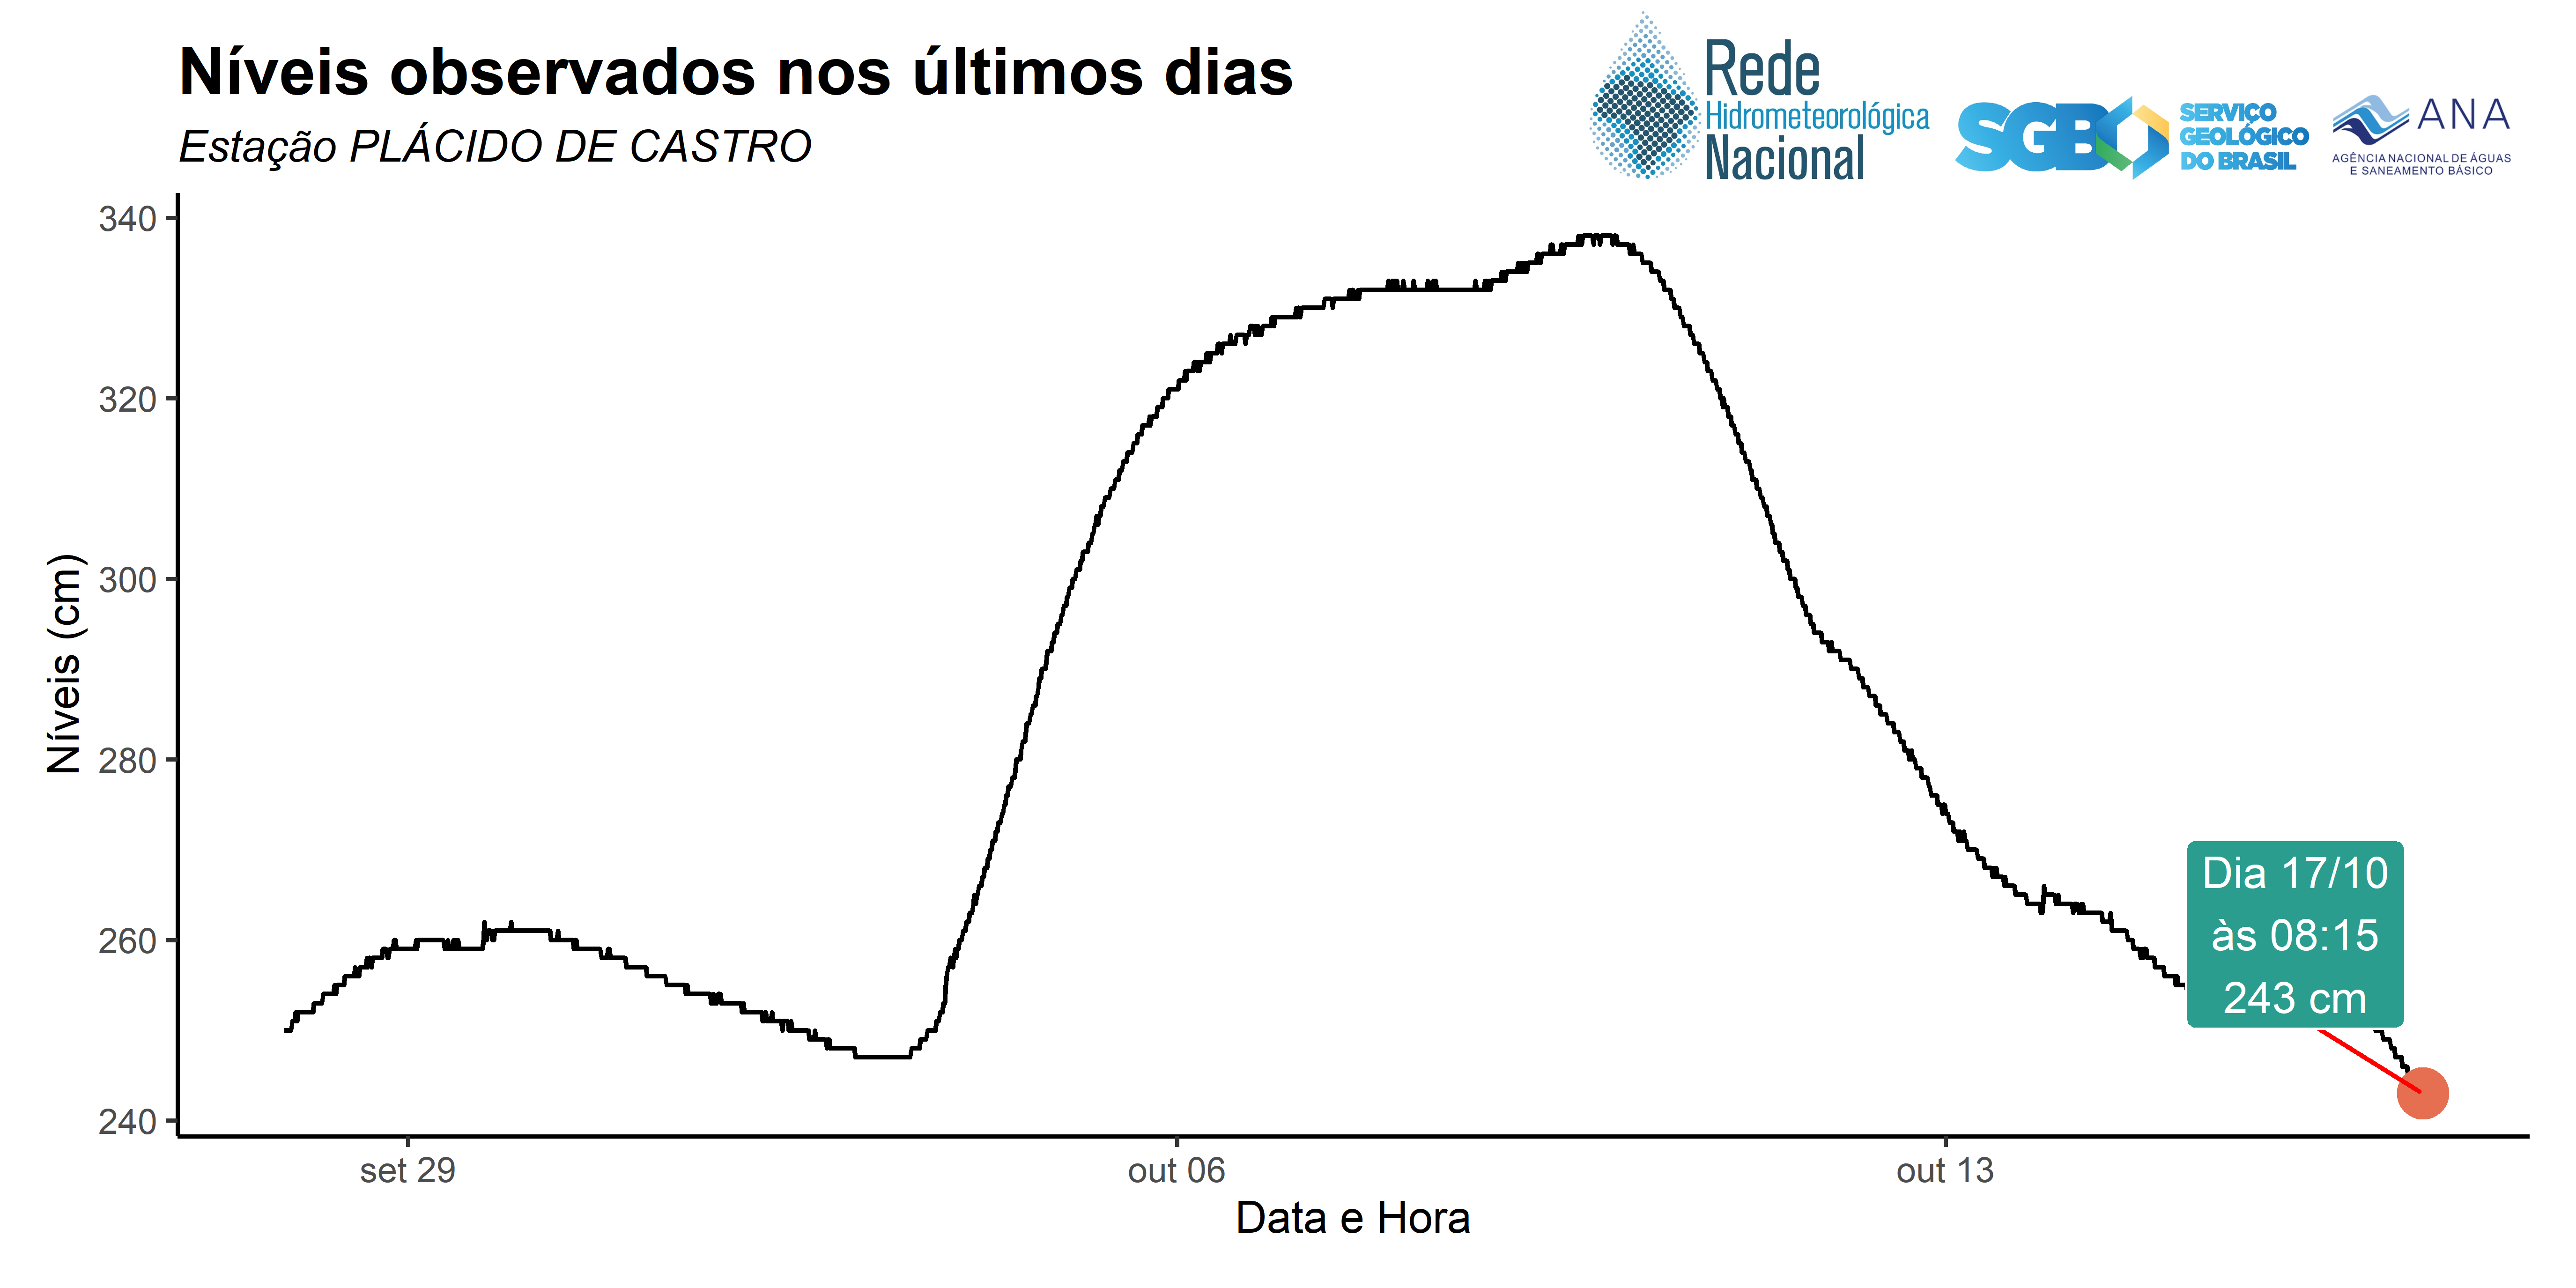 Níveis observados nos últimos dias
Estação PLÁCIDO DE CASTRO
Rede
Hidrometeorológica
Nacional
SGB
SERVIÇO
GEOLÓGICO
DO BRASIL
ANA
AGÊNCIA NACIONAL DE ÁGUAS
E SANEAMENTO BÁSICO
Níveis (cm)
340
320
300
280
260
240
Dia 17/10
às 08:15
243 cm
set 29
out 06
out 13
Data e Hora